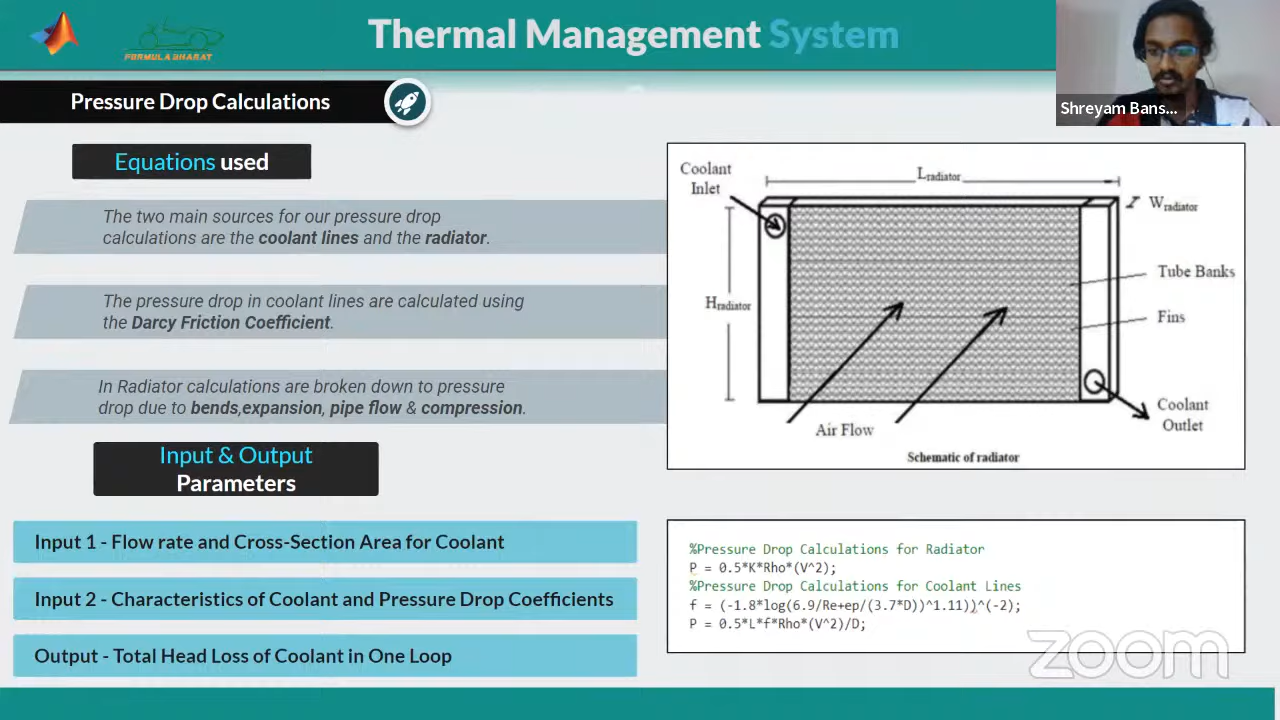 Thermal Management System
FORMULA BHARAT
Pressure Drop Calculations
Shreyam Bans...
Equations used
The two main sources for our pressure drop
calculations are the coolant lines and the radiator.
The pressure drop in coolant lines are calculated using
the Darcy Friction Coefficient.
In Radiator calculations are broken down to pressure
drop due to bends,expansion, pipe flow & compression.
Coolant
Inlet
Lradiator
Wradiator
Hradiator
Tube Banks
Fins
Air Flow
Coolant
Outlet
Schematic of radiator
Input & Output
Parameters
Input 1 - Flow rate and Cross-Section Area for Coolant
Input 2 - Characteristics of Coolant and Pressure Drop Coefficients
Output - Total Head Loss of Coolant in One Loop
%Pressure Drop Calculations for Radiator
P = 0.5*K*Rho*(V^2);
%Pressure Drop Calculations for Coolant Lines
f = (-1.8*log(6.9/Re+ep/(3.7*D))^1.11))^(-2);
P = 0.5*L*f*Rho*(V^2)/D;
zoom